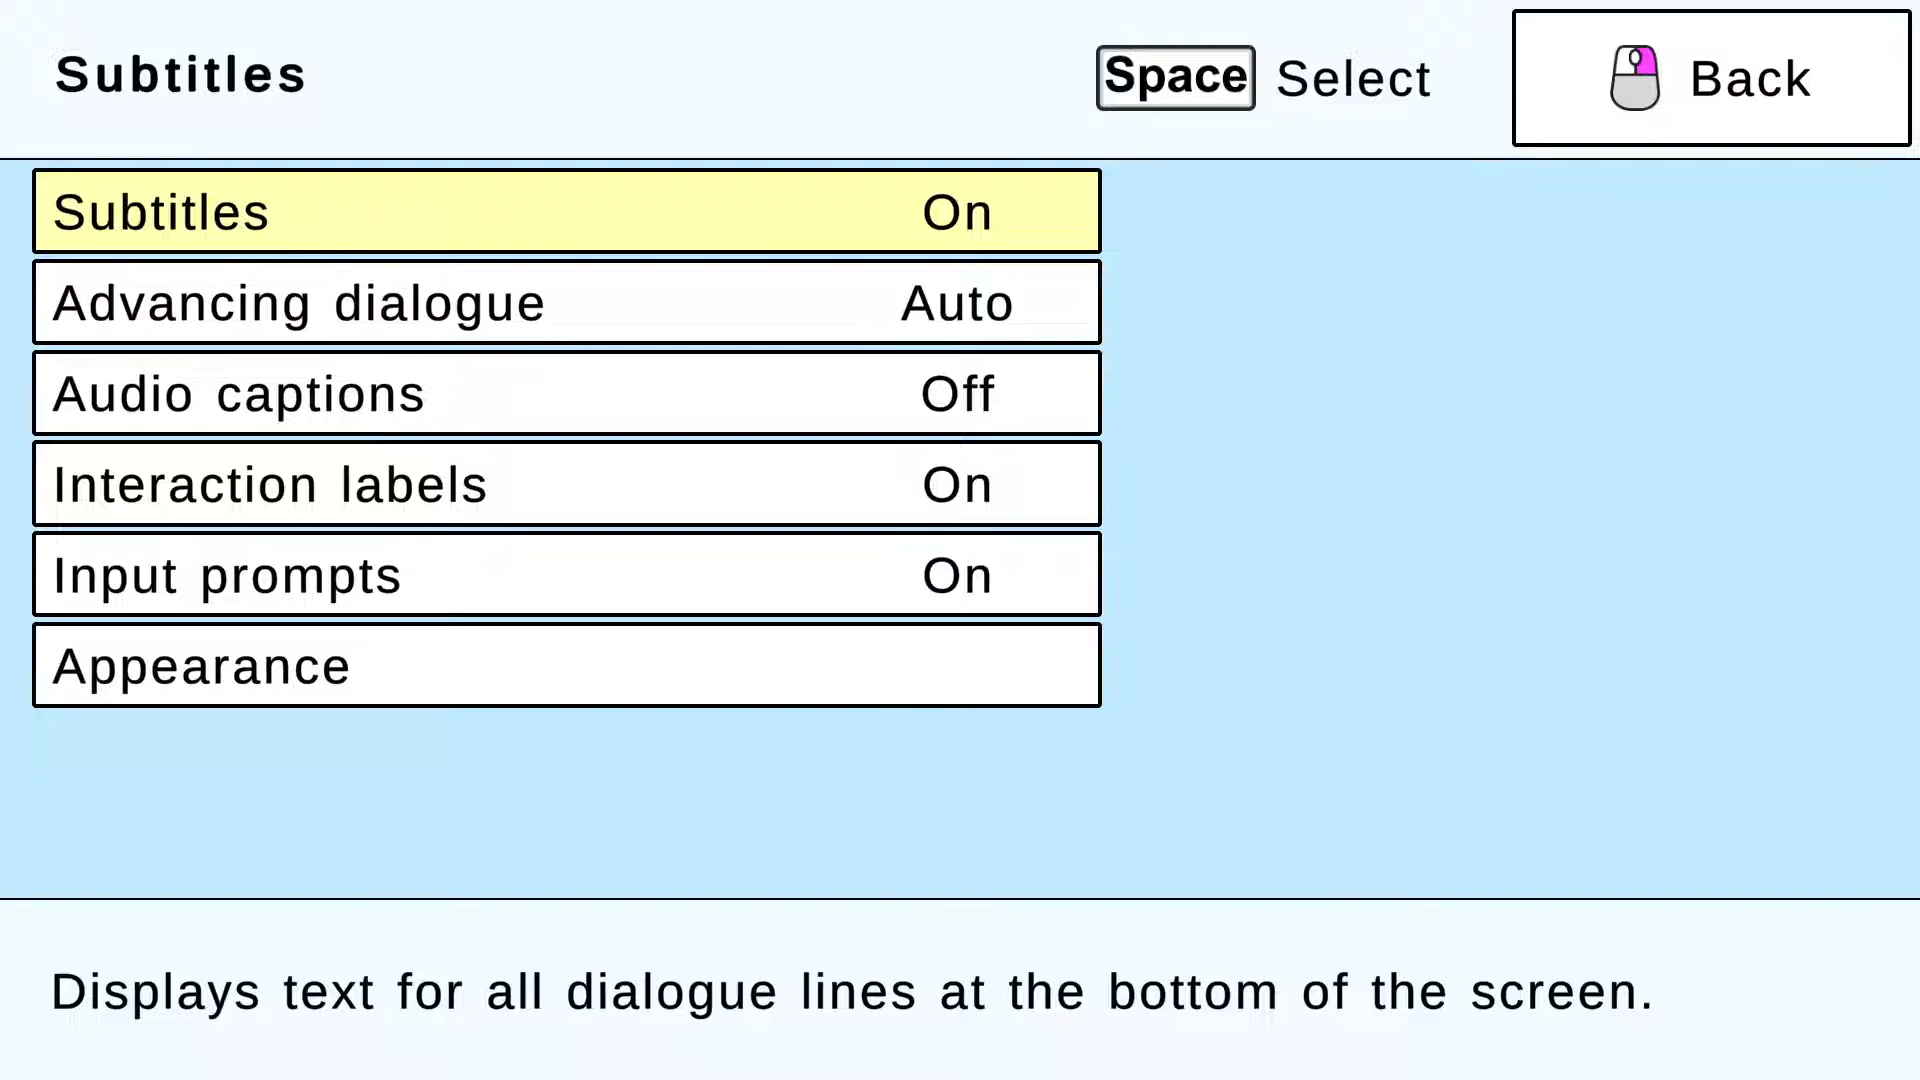 Subtitles
Space Select
Back
Subtitles On
Advancing dialogue Auto
Audio captions Off
Interaction labels On
Input prompts On
Appearance
Displays text for all dialogue lines at the bottom of the screen.